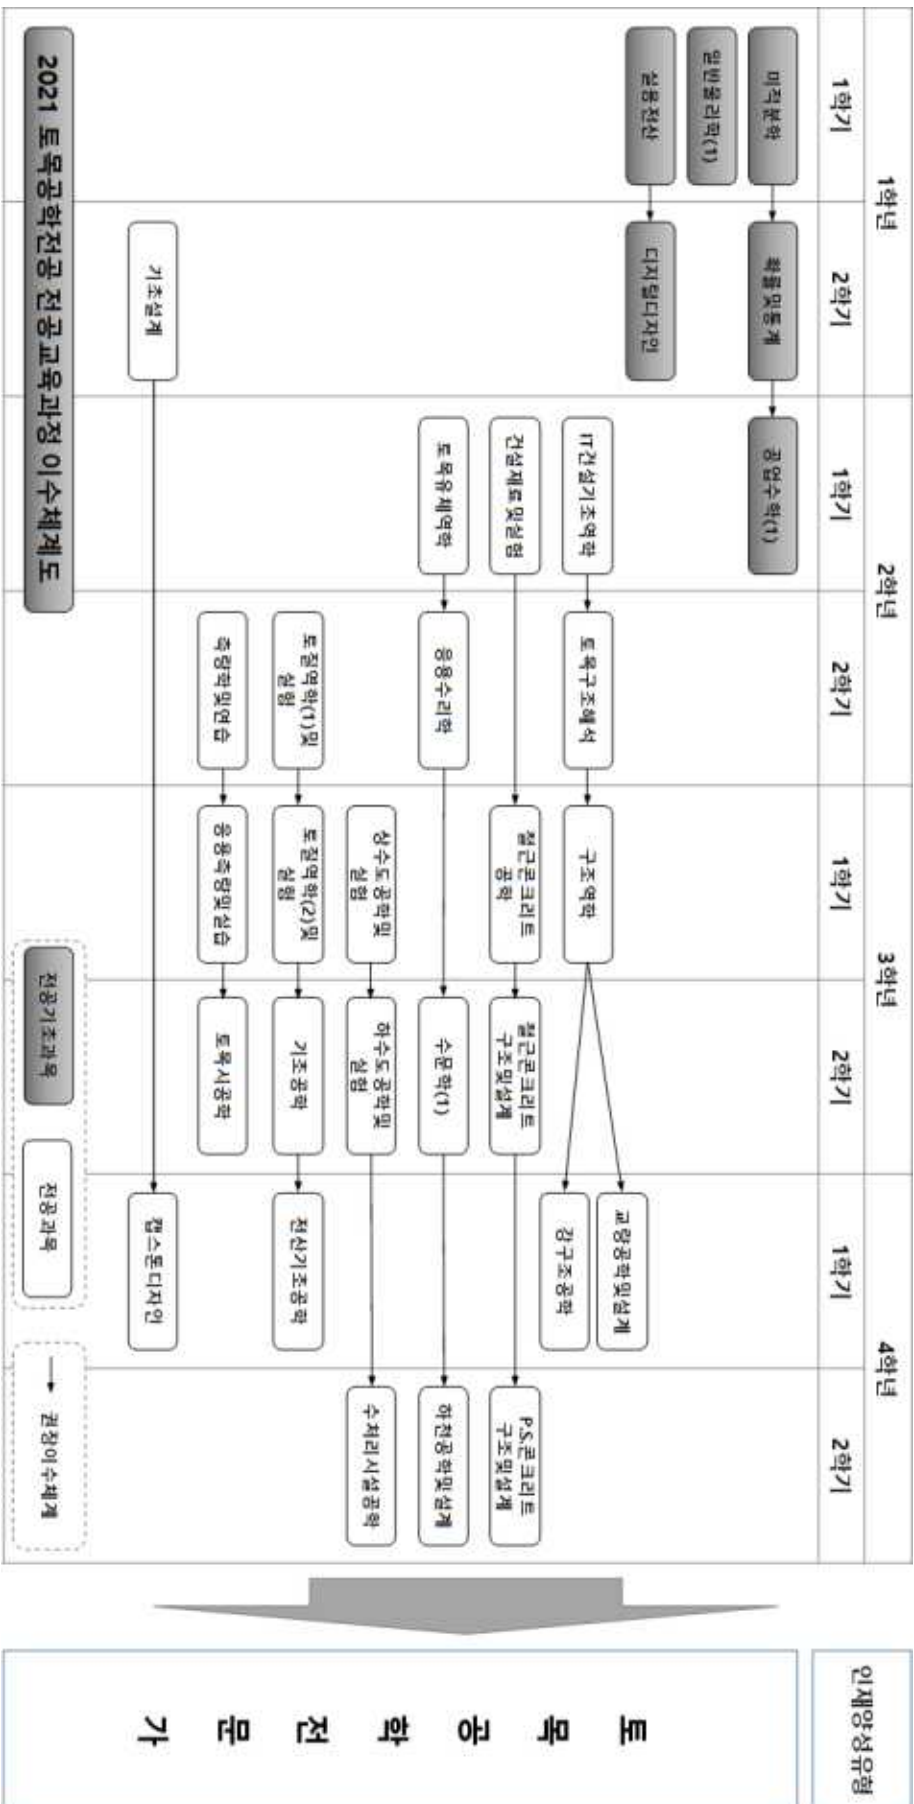 1학년
2학년
3학년
4학년
인재양성유형
1학기
2학기
1학기
2학기
1학기
2학기
1학기
2학기
미적분학
확률및통계
공업수학(1)
일반물리학(1)
실용전산
디지털디자인
교량공학및설계
IT건설기초역학
토목구조해석
구조역학
강구조공학
건설재료및실험
철근콘크리트
공학
철근콘크리트
구조및설계
P.S.콘크리트
구조및설계
토목유체역학
응용수리학
수문학(1)
하천공학및설계
상수도공학및
실험
하수도공학및
실험
수처리시설공학
토질역학(1)및
실험
토질역학(2)및
실험
기초공학
전산기초공학
측량학및연습
응용측량및실습
토목시공학
기초설계
캡스톤디자인
토목공학전문가
2021 토목공학전공 전공교육과정 이수체계도
전공기초과목
전공과목
권장이수체계